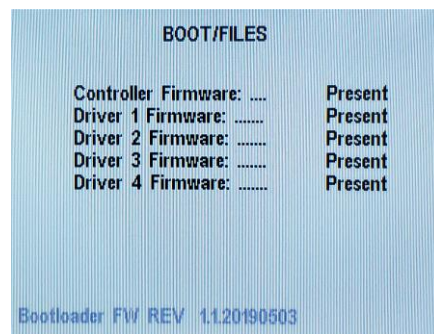 BOOT/FILES
Controller Firmware: .... Present
Driver 1 Firmware: ....... Present
Driver 2 Firmware: ....... Present
Driver 3 Firmware: ....... Present
Driver 4 Firmware: ....... Present
Bootloader FW REV 1.1.20190503